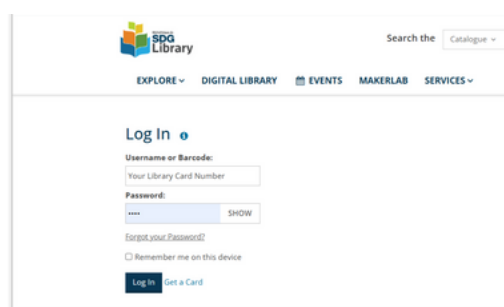 SDG
Library
Search the Catalogue
EXPLORE DIGITAL LIBRARY EVENTS MAKERLAB SERVICES
Log In
Username or Barcode:
Your Library Card Number
Password:
•••• SHOW
Forgot your Password?
Remember me on this device
Log In Get a Card